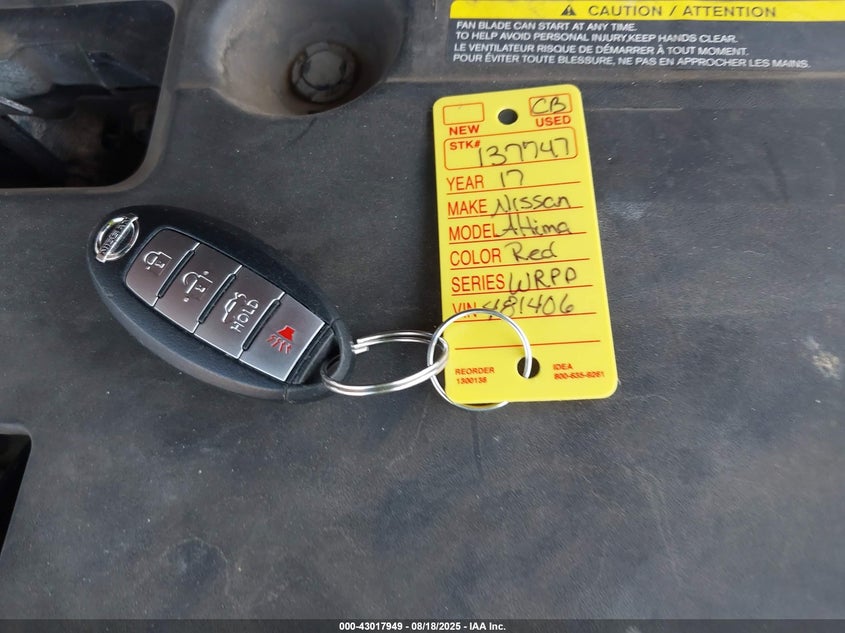 CAUTION / ATTENTION
FAN BLADE CAN START AT ANY TIME.
TO HELP AVOID PERSONAL INJURY,KEEP HANDS CLEAR.
LE VENTILATEUR RISQUE DE DÉMARRER À TOUT MOMENT.
POUR ÉVITER TOUTE BLESSURE, NE PAS EN APPROCHER LES MAINS.
CB
NEW USED
STK# 137747
YEAR 17
MAKE Nissan
MODEL Altima
COLOR Red
SERIES WRPD
VIN 481406
REORDER IDEA
1300136 800-635-9261
NISSAN
HOLD
000-43017949 - 08/18/2025 - IAA Inc.